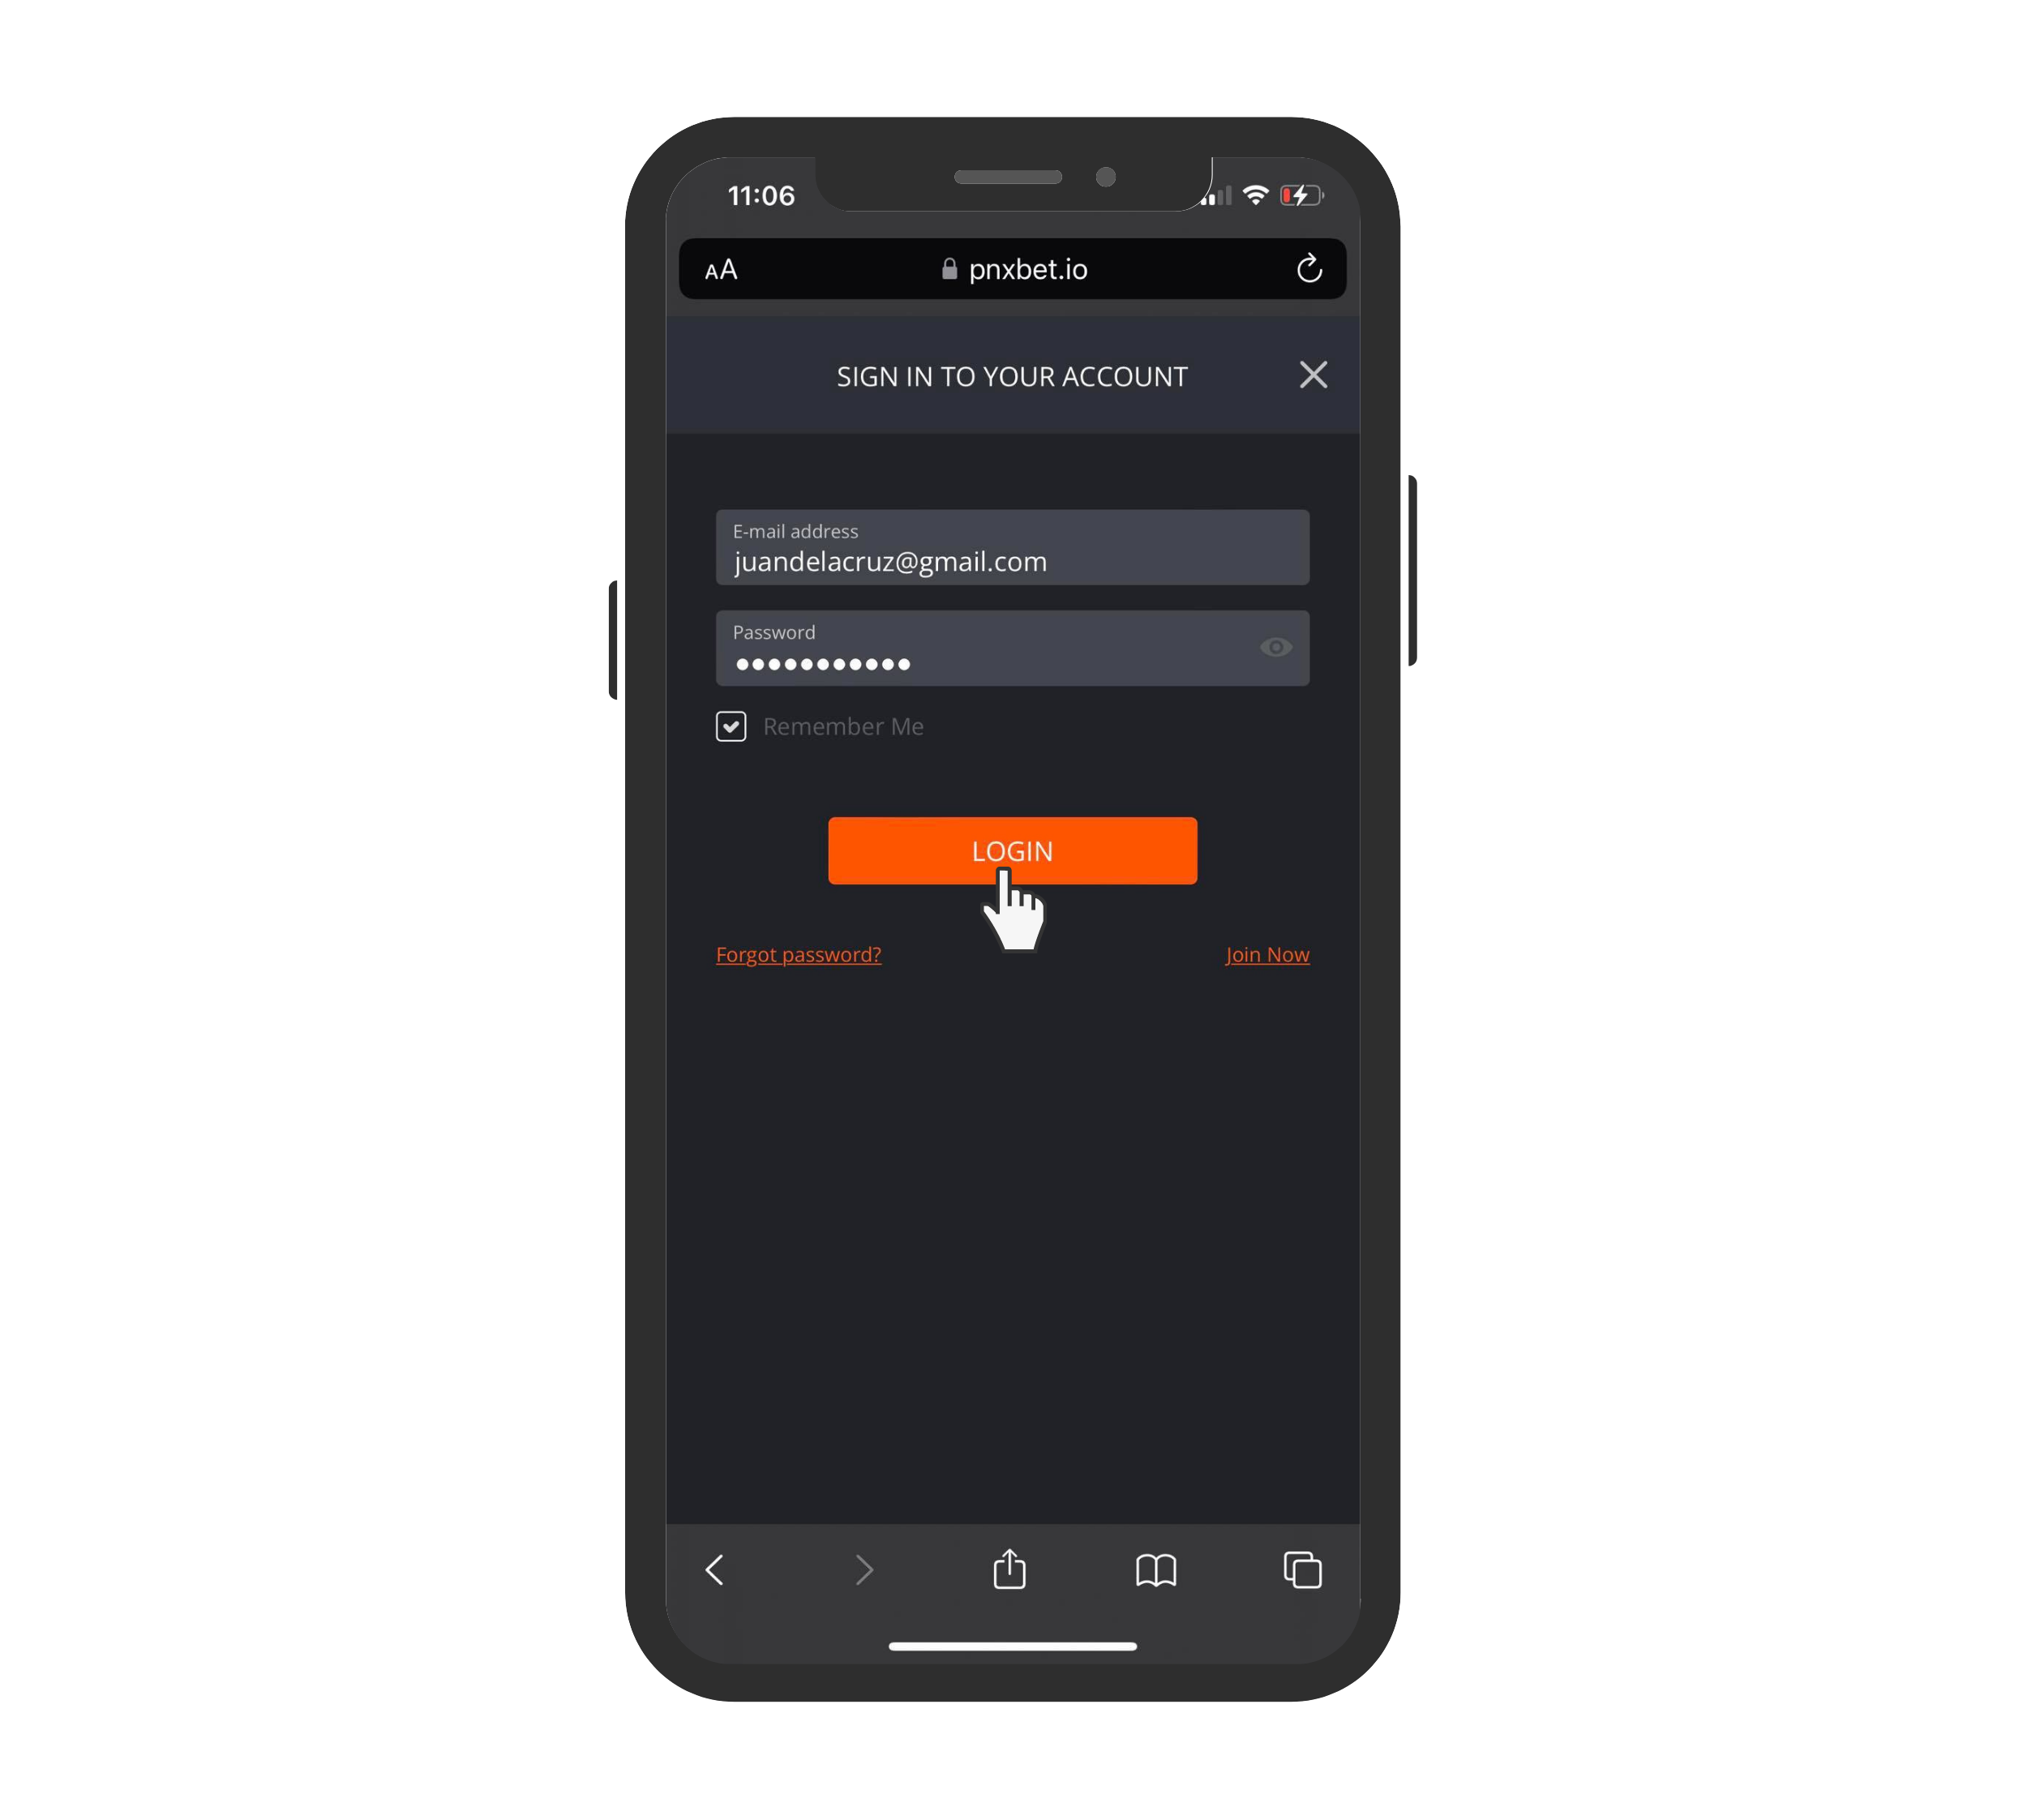 11:06
AA pnxbet.io
SIGN IN TO YOUR ACCOUNT
E-mail address
juandelacruz@gmail.com
Password
●●●●●●●●●●●
Remember Me
LOGIN
Forgot password? Join Now